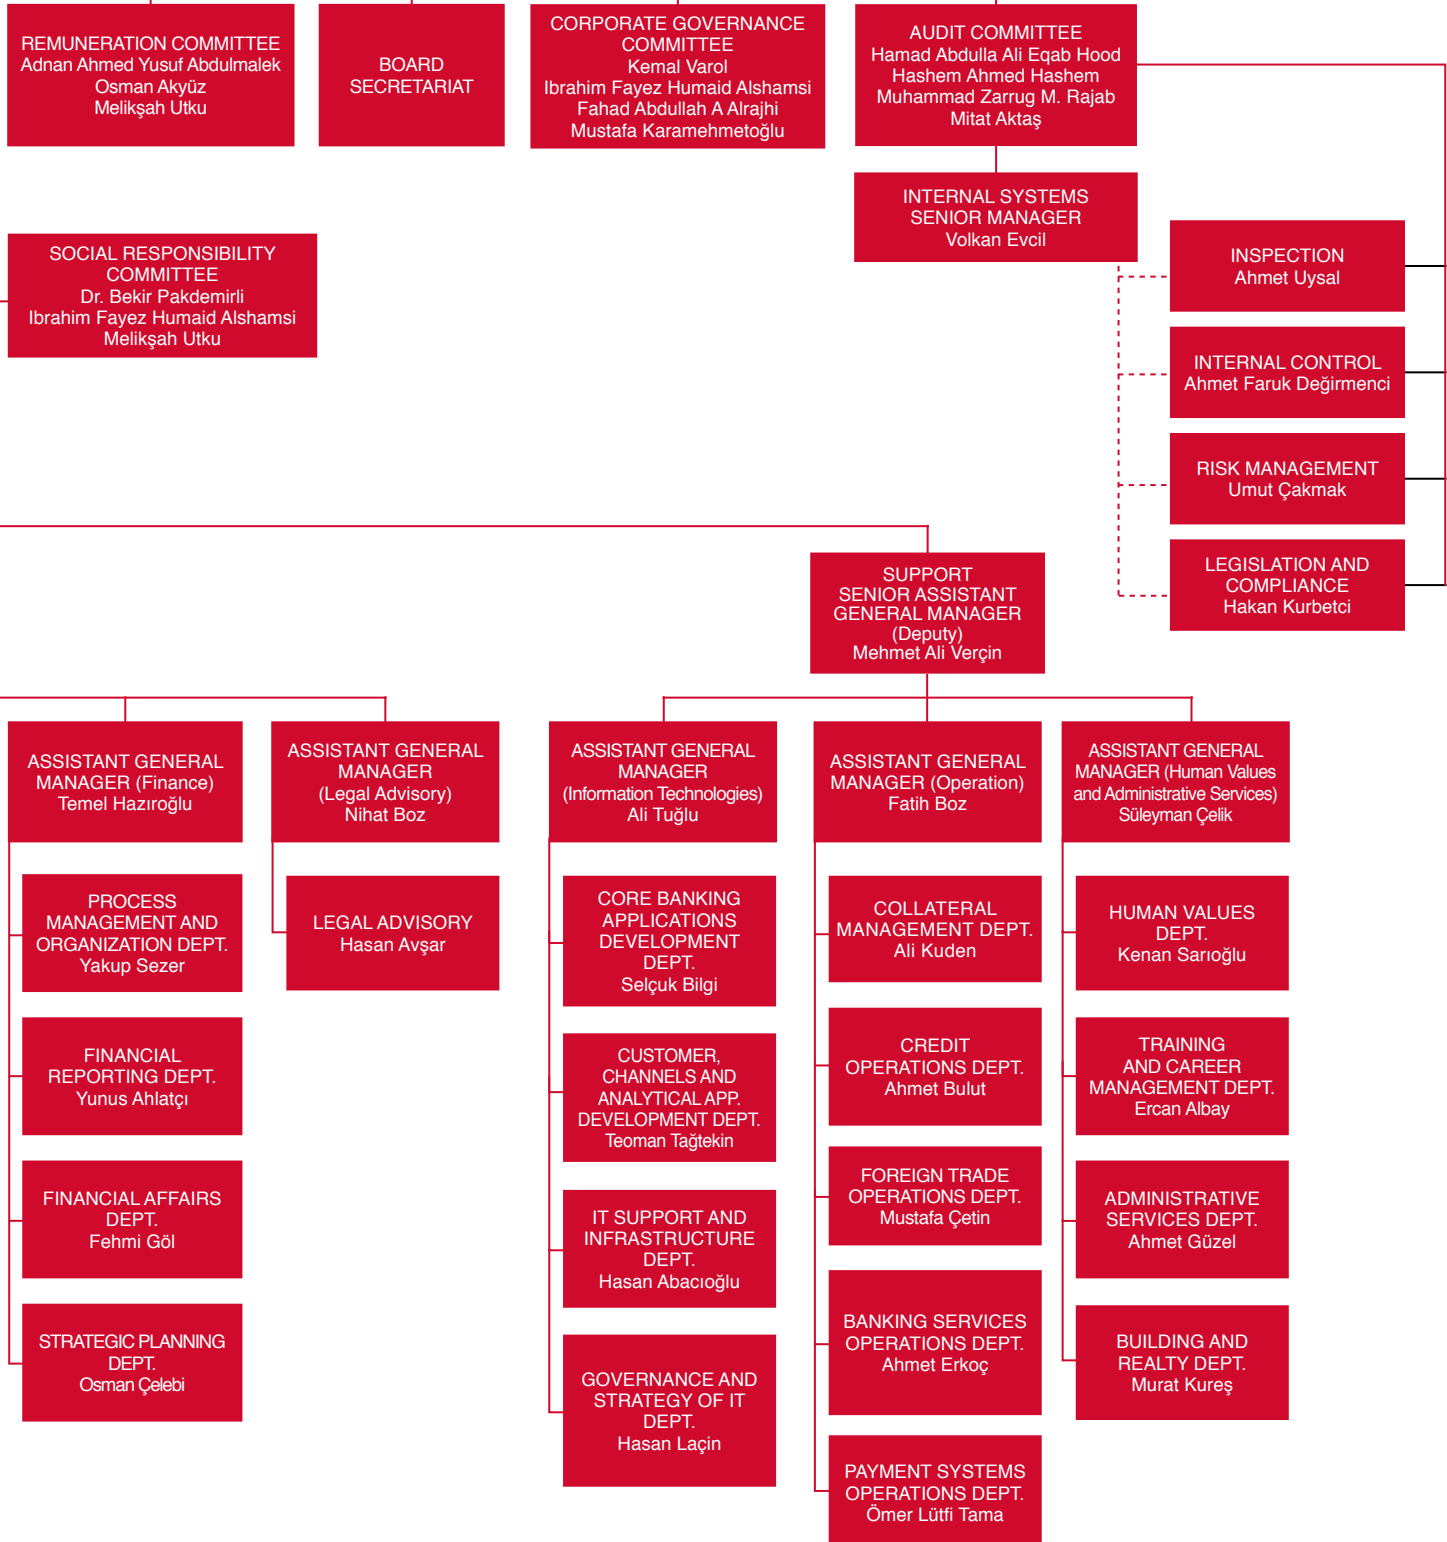 REMUNERATION COMMITTEE
Adnan Ahmed Yusuf Abdulmalek
Osman Akyüz
Melikşah Utku
BOARD
SECRETARIAT
CORPORATE GOVERNANCE
COMMITTEE
Kemal Varol
Ibrahim Fayez Humaid Alshamsi
Fahad Abdullah A Alrajhi
Mustafa Karamehmetoğlu
AUDIT COMMITTEE
Hamad Abdulla Ali Eqab Hood
Hashem Ahmed Hashem
Muhammad Zarrug M. Rajab
Mitat Aktaş
INTERNAL SYSTEMS
SENIOR MANAGER
Volkan Evcil
SOCIAL RESPONSIBILITY
COMMITTEE
Dr. Bekir Pakdemirli
Ibrahim Fayez Humaid Alshamsi
Melikşah Utku
INSPECTION
Ahmet Uysal
INTERNAL CONTROL
Ahmet Faruk Değirmenci
RISK MANAGEMENT
Umut Çakmak
LEGISLATION AND
COMPLIANCE
Hakan Kurbetci
SUPPORT
SENIOR ASSISTANT
GENERAL MANAGER
(Deputy)
Mehmet Ali Verçin
ASSISTANT GENERAL
MANAGER (Finance)
Temel Hazıroğlu
ASSISTANT GENERAL
MANAGER
(Legal Advisory)
Nihat Boz
ASSISTANT GENERAL
MANAGER
(Information Technologies)
Ali Tuğlu
ASSISTANT GENERAL
MANAGER (Operation)
Fatih Boz
ASSISTANT GENERAL
MANAGER (Human Values
and Administrative Services)
Süleyman Çelik
PROCESS
MANAGEMENT AND
ORGANIZATION DEPT.
Yakup Sezer
FINANCIAL
REPORTING DEPT.
Yunus Ahlatçı
FINANCIAL AFFAIRS
DEPT.
Fehmi Göl
STRATEGIC PLANNING
DEPT.
Osman Çelebi
LEGAL ADVISORY
Hasan Avşar
CORE BANKING
APPLICATIONS
DEVELOPMENT
DEPT.
Selçuk Bilgi
CUSTOMER,
CHANNELS AND
ANALYTICAL APP.
DEVELOPMENT DEPT.
Teoman Tağtekin
IT SUPPORT AND
INFRASTRUCTURE
DEPT.
Hasan Abacıoğlu
GOVERNANCE AND
STRATEGY OF IT
DEPT.
Hasan Laçin
COLLATERAL
MANAGEMENT DEPT.
Ali Kuden
CREDIT
OPERATIONS DEPT.
Ahmet Bulut
FOREIGN TRADE
OPERATIONS DEPT.
Mustafa Çetin
BANKING SERVICES
OPERATIONS DEPT.
Ahmet Erkoç
PAYMENT SYSTEMS
OPERATIONS DEPT.
Ömer Lütfi Tama
HUMAN VALUES
DEPT.
Kenan Sarıoğlu
TRAINING
AND CAREER
MANAGEMENT DEPT.
Ercan Albay
ADMINISTRATIVE
SERVICES DEPT.
Ahmet Güzel
BUILDING AND
REALTY DEPT.
Murat Kureş